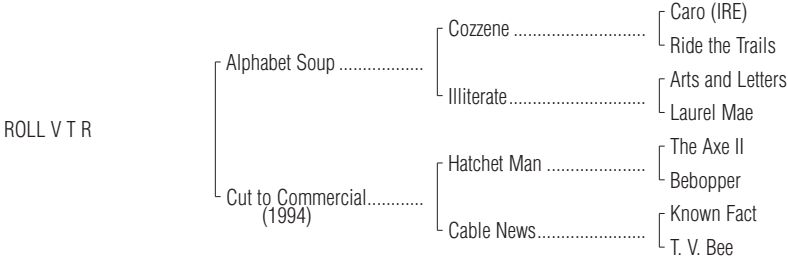 Caro (IRE)
Cozzene ...........................
Ride the Trails
Alphabet Soup ..................
Arts and Letters
Illiterate............................
Laurel Mae
ROLL V T R
The Axe II
Hatchet Man .....................
Bebopper
Cut to Commercial............
(1994)
Known Fact
Cable News.......................
T. V. Bee